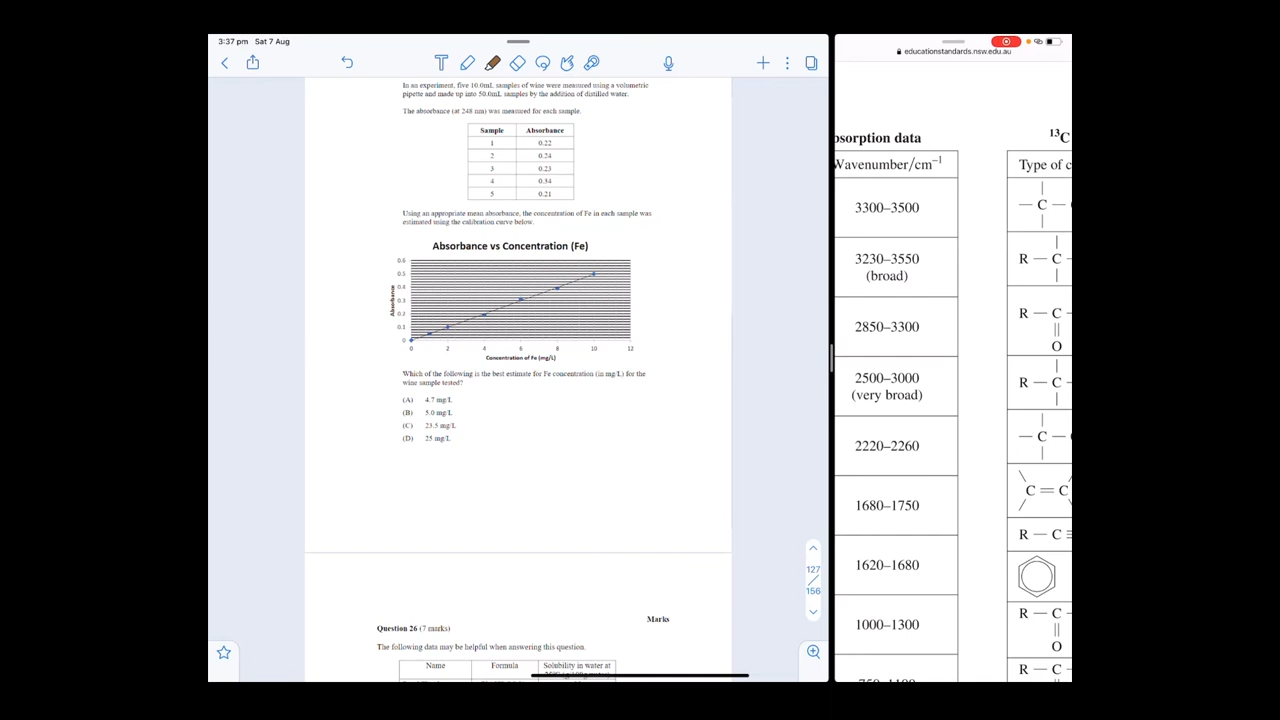 3:37 pm Sat 7 Aug
educationstandards.nsw.edu.au
In an experiment, five 10.0mL samples of wine were measured using a volumetric
pipette and made up into 50.0mL samples by the addition of distilled water.
The absorbance (at 248 nm) was measured for each sample.
Sample Absorbance
1 0.22
2 0.24
3 0.23
4 0.34
5 0.21
Using an appropriate mean absorbance, the concentration of Fe in each sample was
estimated using the calibration curve below.
Absorbance vs Concentration (Fe)
Absorbance
0.6
0.5
0.4
0.3
0.2
0.1
0
0 2 4 6 8 10 12
Concentration of Fe (mg/L)
Which of the following is the best estimate for Fe concentration (in mg/L) for the
wine sample tested?
(A) 4.7 mg/L
(B) 5.0 mg/L
(C) 23.5 mg/L
(D) 25 mg/L
127
156
Marks
Question 26 (7 marks)
The following data may be helpful when answering this question.
Name Formula Solubility in water at
bsorption data
Wavenumber/cm⁻¹
3300–3500
3230–3550
(broad)
2850–3300
2500–3000
(very broad)
2220–2260
1680–1750
1620–1680
1000–1300
¹³C
Type of c
— C —
R — C —
R — C —
O
R — C —
— C —
C = C
R — C ≡
R — C —
O
R — C